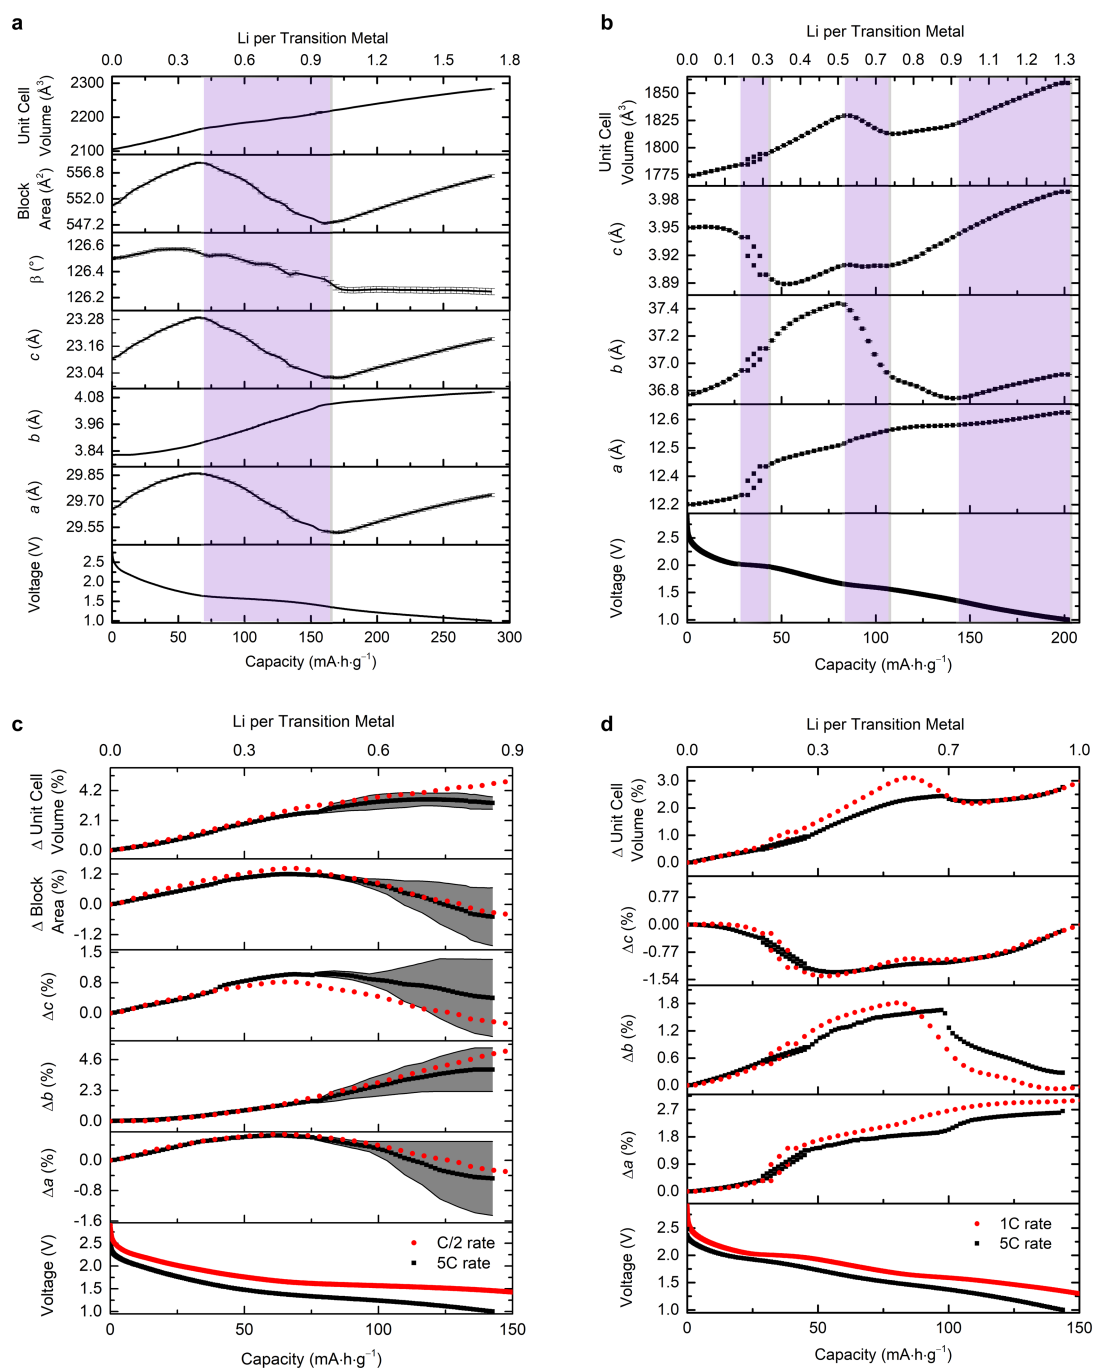 a
Li per Transition Metal
0.0 0.3 0.6 0.9 1.2 1.5 1.8
Unit Cell
Volume (Å³)
2300
2200
2100
Block
Area (Å²)
556.8
552.0
547.2
β (°)
126.6
126.4
126.2
c (Å)
23.28
23.16
23.04
b (Å)
4.08
3.96
3.84
a (Å)
29.85
29.70
29.55
Voltage (V)
2.5
2.0
1.5
1.0
0 50 100 150 200 250 300
Capacity (mA·h·g⁻¹)
b
Li per Transition Metal
0.0 0.1 0.3 0.4 0.5 0.7 0.8 0.9 1.1 1.2 1.3
Unit Cell
Volume (Å³)
1850
1825
1800
1775
c (Å)
3.98
3.95
3.92
3.89
b (Å)
37.4
37.2
37.0
36.8
a (Å)
12.6
12.4
12.2
Voltage (V)
2.5
2.0
1.5
1.0
0 50 100 150 200
Capacity (mA·h·g⁻¹)
c
Li per Transition Metal
0.0 0.3 0.6 0.9
Δ Unit Cell
Volume (%)
4.2
2.1
0.0
Δ Block
Area (%)
1.2
0.0
-1.2
Δc (%)
1.5
0.8
0.0
Δb (%)
4.6
2.3
0.0
Δa (%)
0.0
-0.8
-1.6
Voltage (V)
2.5
2.0
1.5
1.0
C/2 rate
5C rate
0 50 100 150
Capacity (mA·h·g⁻¹)
d
Li per Transition Metal
0.0 0.3 0.7 1.0
Δ Unit Cell
Volume (%)
3.0
2.0
1.0
0.0
Δc (%)
0.77
0.00
-0.77
-1.54
Δb (%)
1.8
1.2
0.6
0.0
Δa (%)
2.7
1.8
0.9
0.0
Voltage (V)
2.5
2.0
1.5
1.0
1C rate
5C rate
0 50 100 150
Capacity (mA·h·g⁻¹)